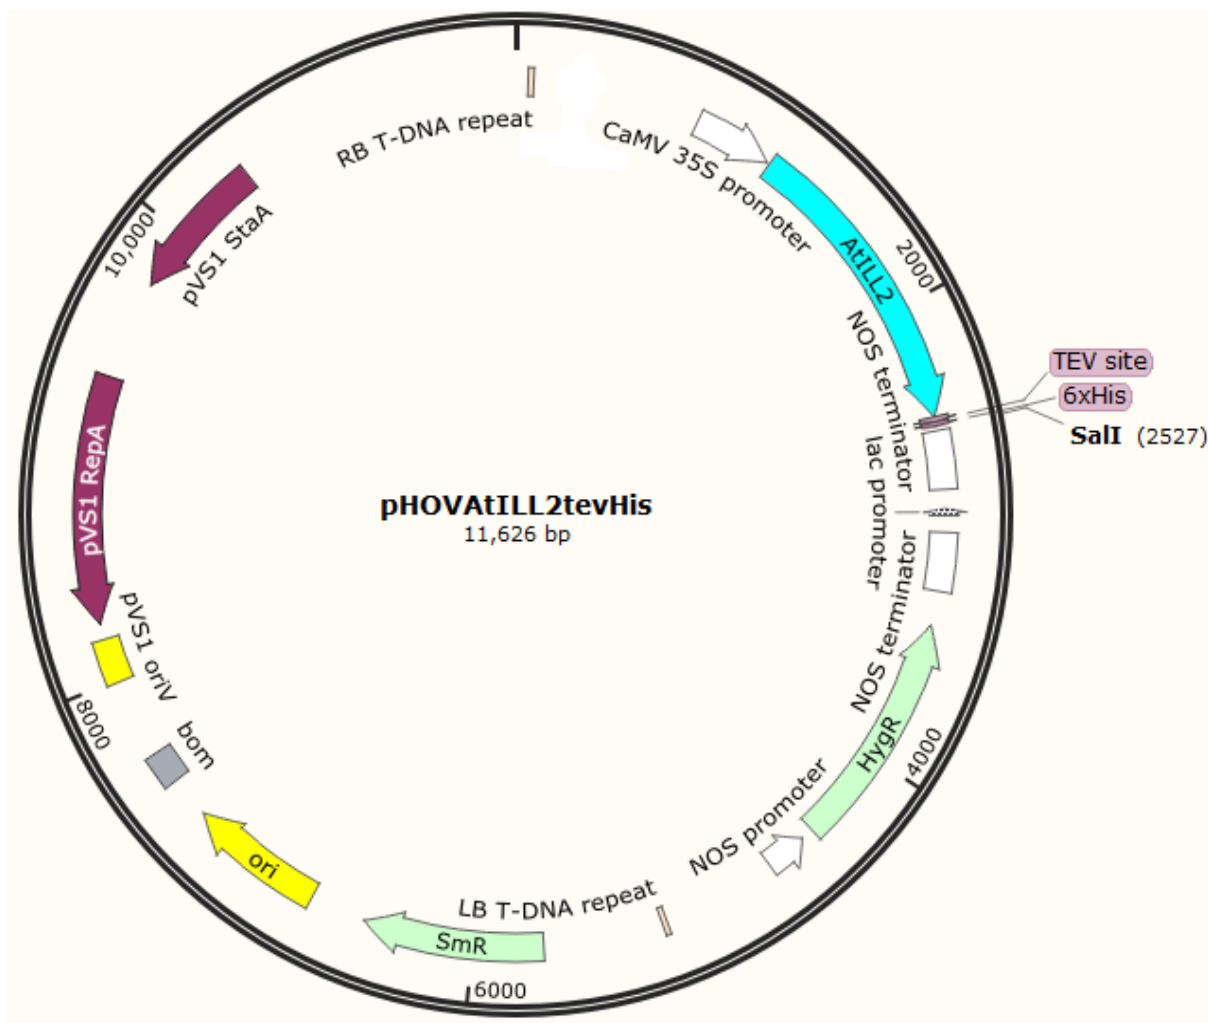 RB T-DNA repeat
CaMV 35S promoter
AtILL2
2000
TEV site
6xHis
SalI (2527)
NOS terminator
lac promoter
NOS terminator
HygR
4000
NOS promoter
LB T-DNA repeat
SmR
6000
ori
bom
8000
pVS1 oriV
pVS1 RepA
pVS1 StaA
10,000
pHOVAtILL2tevHis
11,626 bp